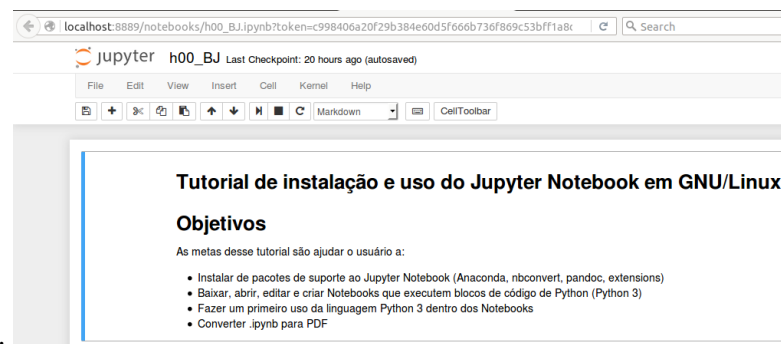 localhost:8889/notebooks/h00_BJ.ipynb?token=c998406a20f29b384e60d5f666b736f869c53bff1a8c Search
jupyter h00_BJ Last Checkpoint: 20 hours ago (autosaved)
File Edit View Insert Cell Kernel Help
Markdown CellToolbar
Tutorial de instalação e uso do Jupyter Notebook em GNU/Linux
Objetivos
As metas desse tutorial são ajudar o usuário a:
• Instalar de pacotes de suporte ao Jupyter Notebook (Anaconda, nbconvert, pandoc, extensions)
• Baixar, abrir, editar e criar Notebooks que executem blocos de código de Python (Python 3)
• Fazer um primeiro uso da linguagem Python 3 dentro dos Notebooks
• Converter .ipynb para PDF
.